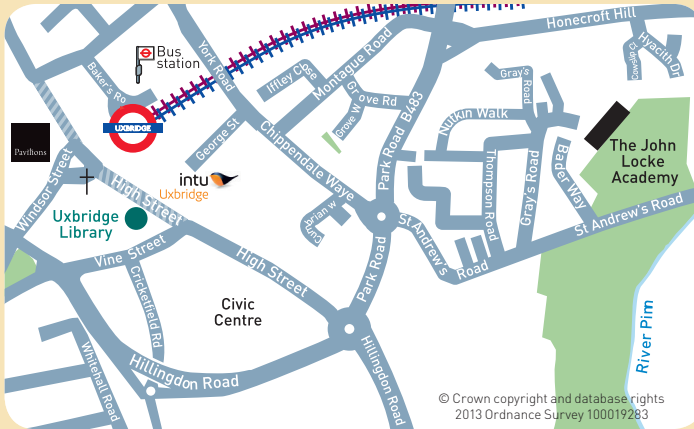 Honecroft Hill
Cowslip Cl
Hyacith Dr
York Road
Bus
station
Baker's Ro
UXBRIDGE
Iffley Close
Montague Road
Grove Rd
Grove W
Park Road B483
Gray's Road
Nutkin Walk
Pavilions
George St
Chippendale Waye
The John
Locke
Academy
Windsor Street
High Street
intu
Uxbridge
Uxbridge
Library
Thompson Road
Gray's Road
Bader Way
St Andrew's Road
St Andrew's
Road
Cumbrian W
Vine Street
High Street
Park Road
Cricketfield Rd
Civic
Centre
River Pim
Hillingdon Road
Hillingdon Road
Whitehall Road
© Crown copyright and database rights
2013 Ordnance Survey 100019283